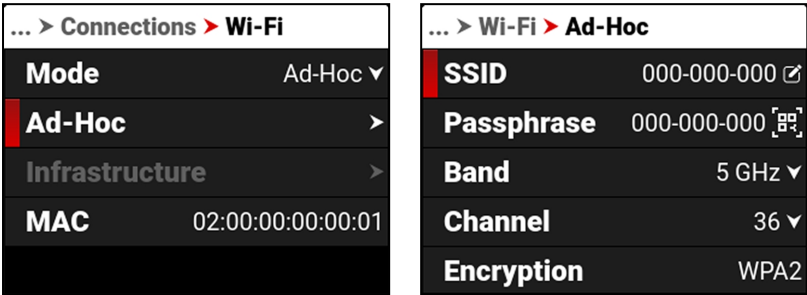 ... > Connections > Wi-Fi
Mode Ad-Hoc
Ad-Hoc
Infrastructure
MAC 02:00:00:00:00:01
... > Wi-Fi > Ad-Hoc
SSID 000-000-000
Passphrase 000-000-000
Band 5 GHz
Channel 36
Encryption WPA2